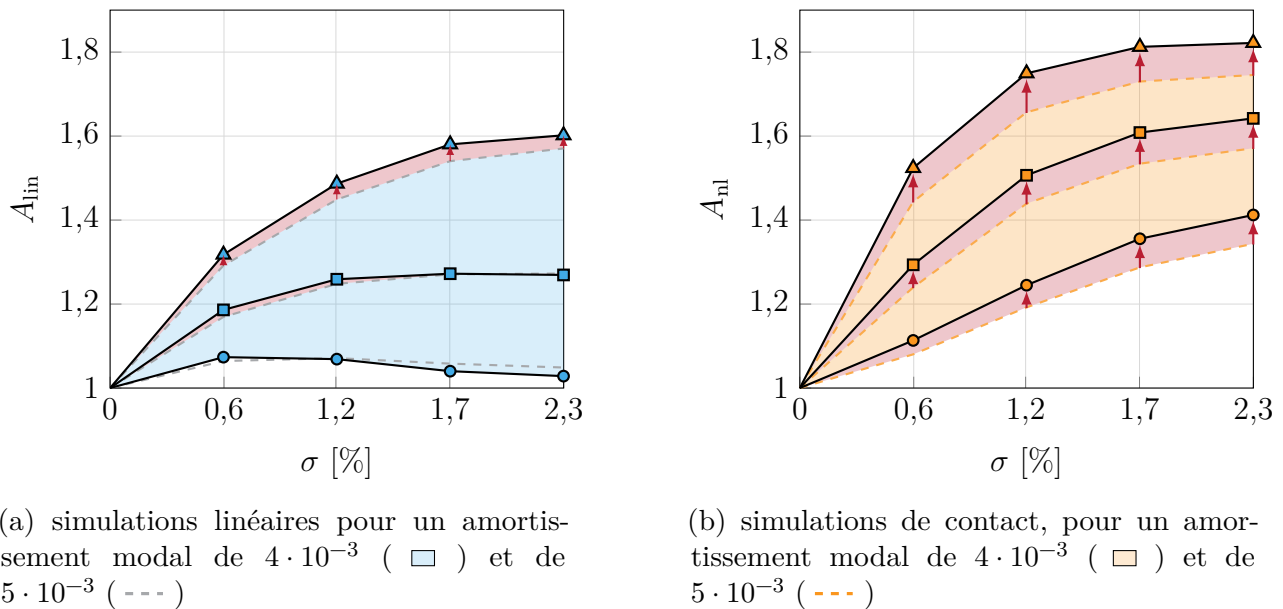 1,8
1,6
1,4
1,2
1
A_lin
0 0,6 1,2 1,7 2,3
σ [%]
(a) simulations linéaires pour un amortis-
sement modal de 4 · 10⁻³ ( ) et de
5 · 10⁻³ ( )
1,8
1,6
1,4
1,2
1
A_nl
0 0,6 1,2 1,7 2,3
σ [%]
(b) simulations de contact, pour un amor-
tissement modal de 4 · 10⁻³ ( ) et de
5 · 10⁻³ ( )